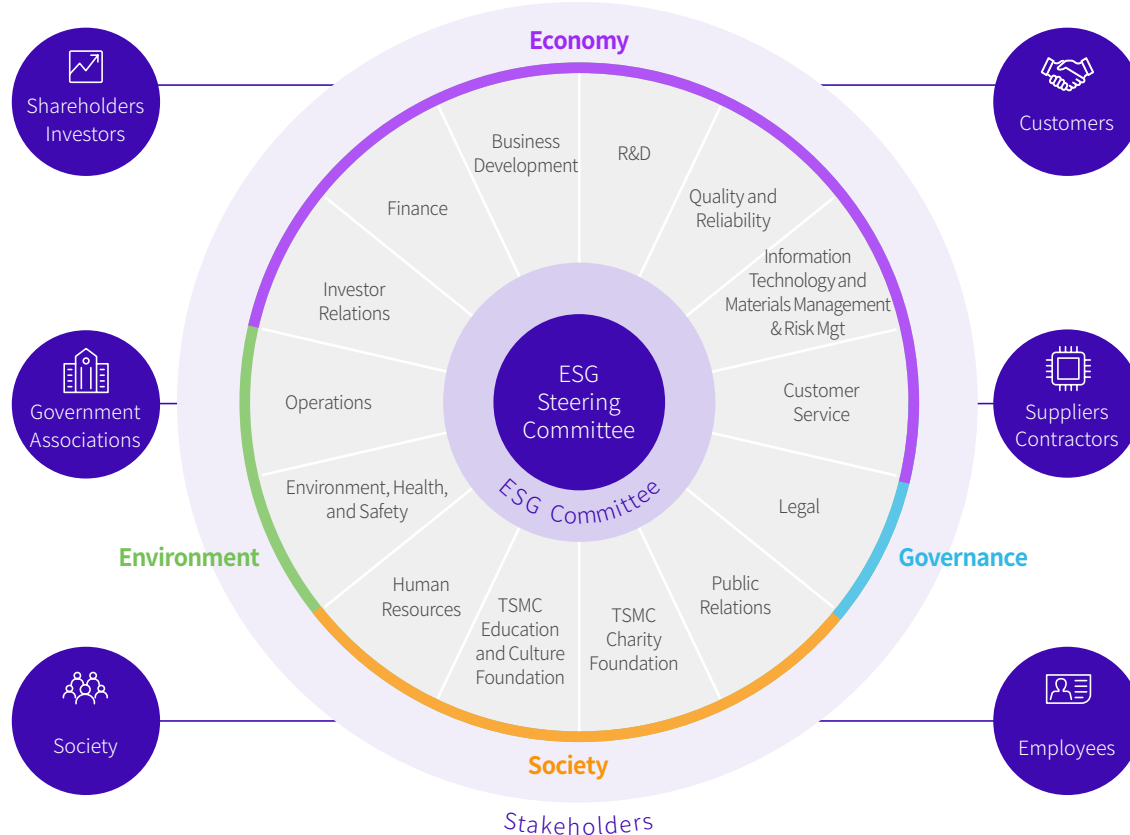 Economy
Shareholders
Investors
Customers
Business
Development
R&D
Finance
Quality and
Reliability
Investor
Relations
Information
Technology and
Materials Management
& Risk Mgt
Government
Associations
Operations
ESG
Steering
Committee
ESG Committee
Customer
Service
Suppliers
Contractors
Environment, Health,
and Safety
Legal
Environment
Governance
Human
Resources
TSMC
Education
and Culture
Foundation
TSMC
Charity
Foundation
Public
Relations
Society
Society
Employees
Stakeholders